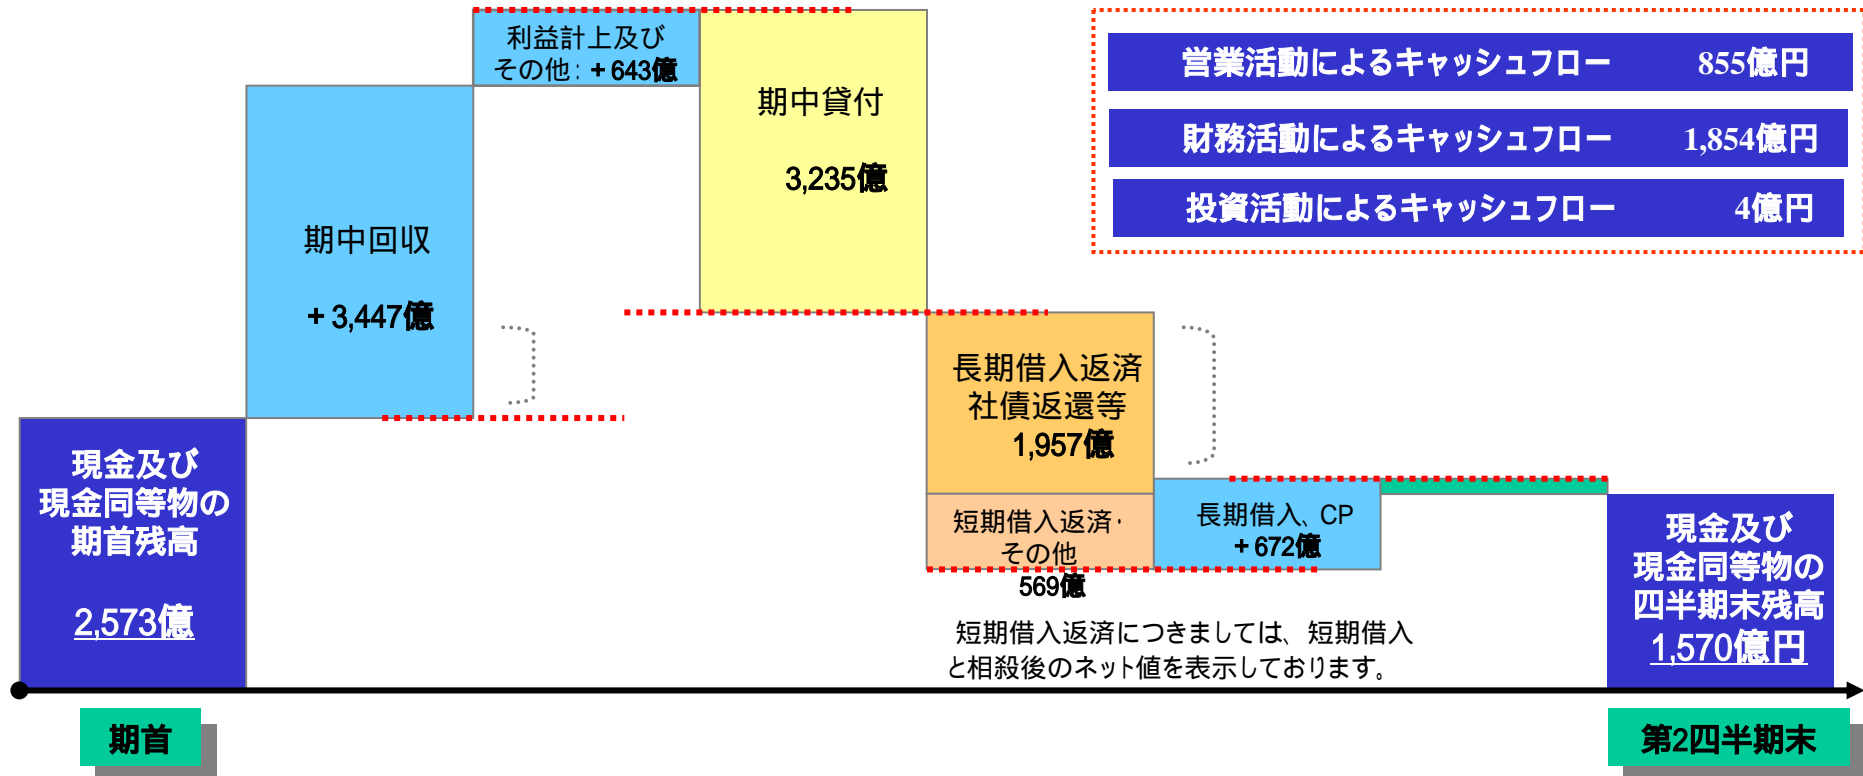 利益計上及び
その他：＋643億
期中貸付
3,235億
営業活動によるキャッシュフロー 855億円
財務活動によるキャッシュフロー 1,854億円
投資活動によるキャッシュフロー 4億円
期中回収
＋3,447億
長期借入返済
社債返還等
1,957億
短期借入返済・
その他
569億
長期借入、CP
＋672億
現金及び
現金同等物の
期首残高
2,573億
現金及び
現金同等物の
四半期末残高
1,570億円
短期借入返済につきましては、短期借入
と相殺後のネット値を表示しております。
期首
第2四半期末